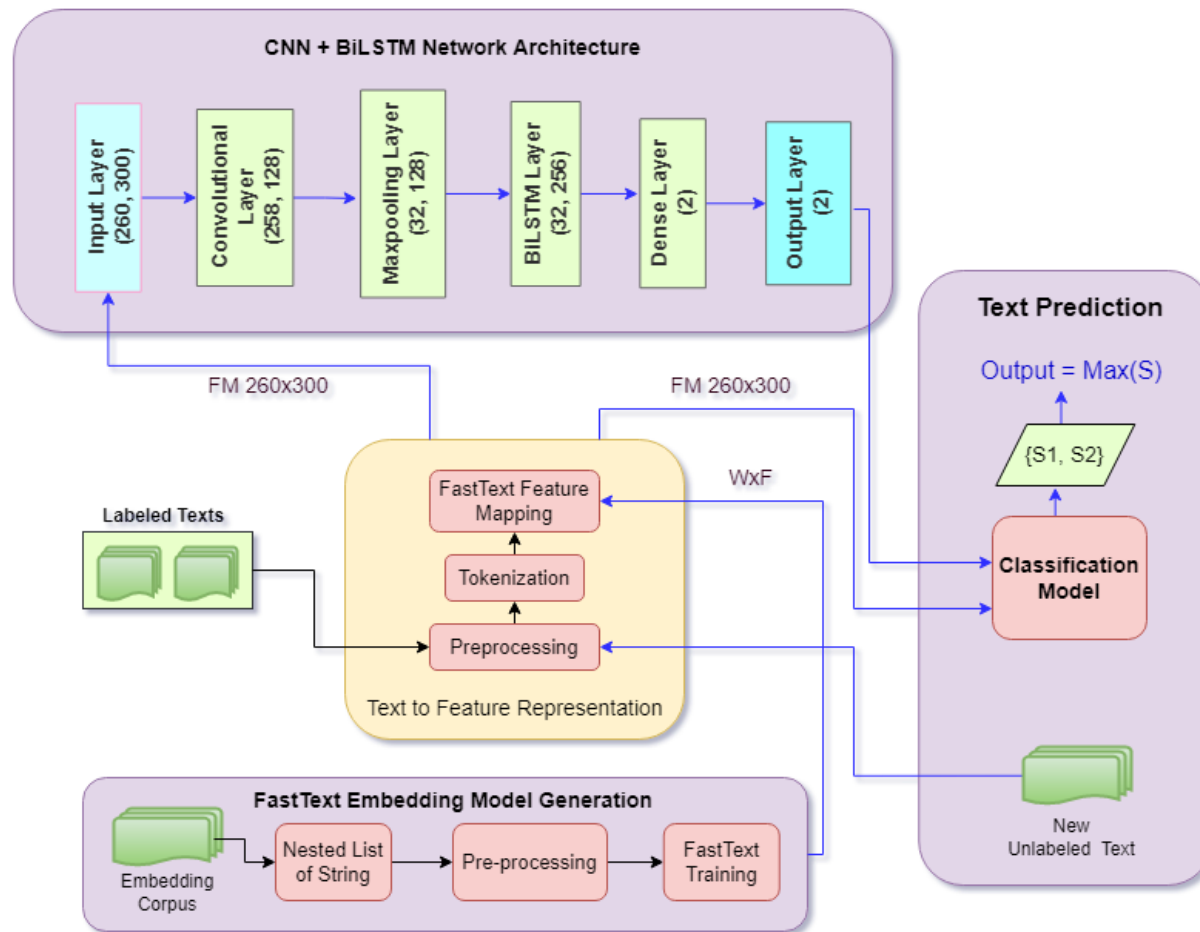 CNN + BiLSTM Network Architecture
Input Layer
(260, 300)
Convolutional
Layer
(258, 128)
Maxpooling Layer
(32, 128)
BiLSTM Layer
(32, 256)
Dense Layer
(2)
Output Layer
(2)
Text Prediction
Output = Max(S)
{S1, S2}
Classification
Model
New
Unlabeled Text
FM 260x300
FM 260x300
WxF
Labeled Texts
FastText Feature
Mapping
Tokenization
Preprocessing
Text to Feature Representation
FastText Embedding Model Generation
Embedding
Corpus
Nested List
of String
Pre-processing
FastText
Training